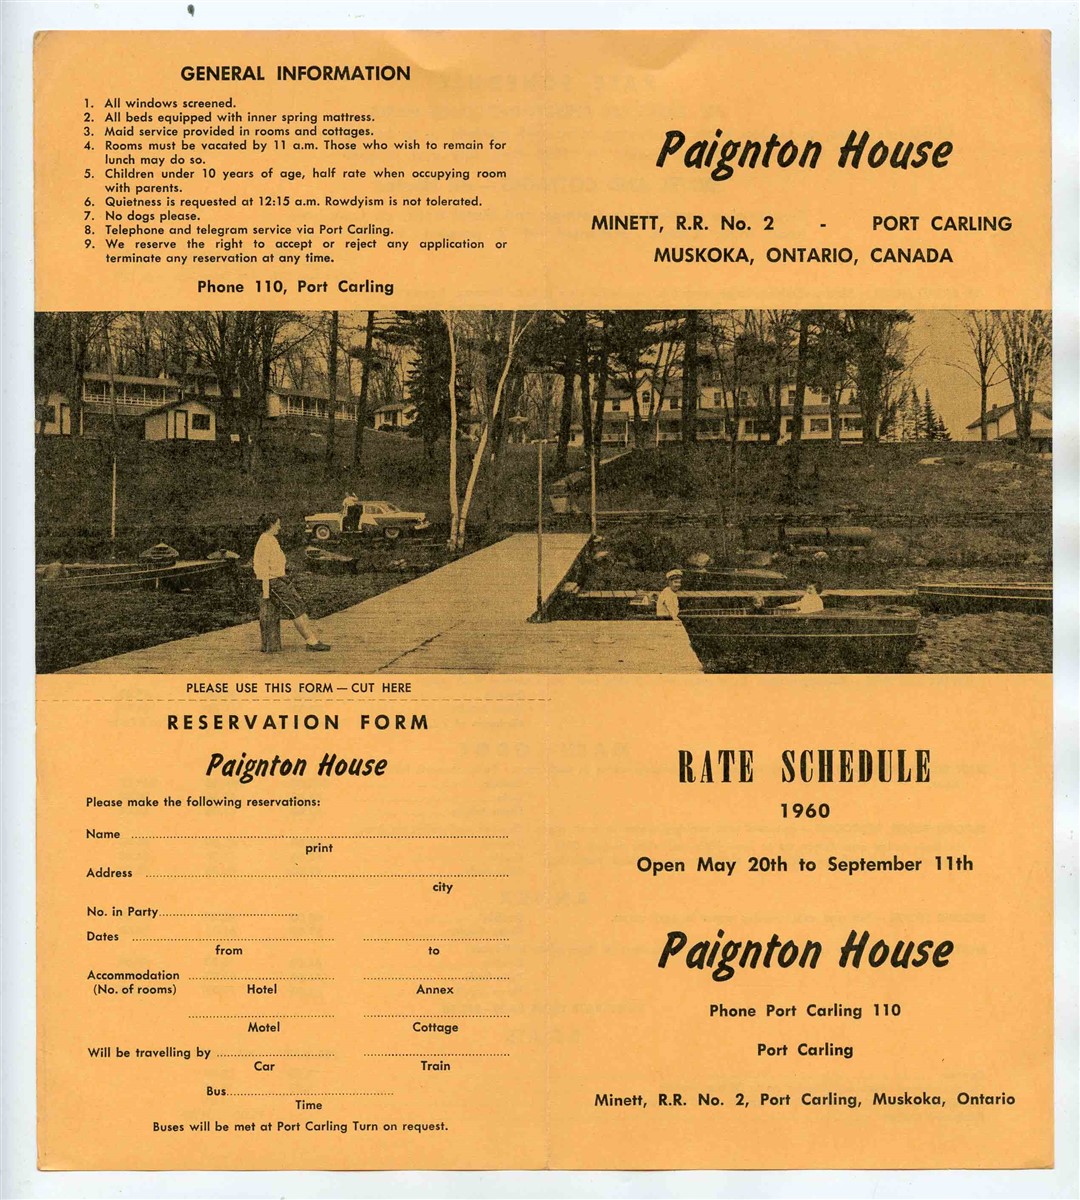 GENERAL INFORMATION
1. All windows screened.
2. All beds equipped with inner spring mattress.
3. Maid service provided in rooms and cottages.
4. Rooms must be vacated by 11 a.m. Those who wish to remain for
lunch may do so.
5. Children under 10 years of age, half rate when occupying room
with parents.
6. Quietness is requested at 12:15 a.m. Rowdyism is not tolerated.
7. No dogs please.
8. Telephone and telegram service via Port Carling.
9. We reserve the right to accept or reject any application or
terminate any reservation at any time.
Phone 110, Port Carling
Paignton House
MINETT, R.R. No. 2 - PORT CARLING
MUSKOKA, ONTARIO, CANADA
PLEASE USE THIS FORM — CUT HERE
RESERVATION FORM
Paignton House
Please make the following reservations:
Name
print
Address
city
No. in Party
Dates
from to
Accommodation
(No. of rooms) Hotel Annex
Motel Cottage
Will be travelling by
Car Train
Bus
Time
Buses will be met at Port Carling Turn on request.
RATE SCHEDULE
1960
Open May 20th to September 11th
Paignton House
Phone Port Carling 110
Port Carling
Minett, R.R. No. 2, Port Carling, Muskoka, Ontario